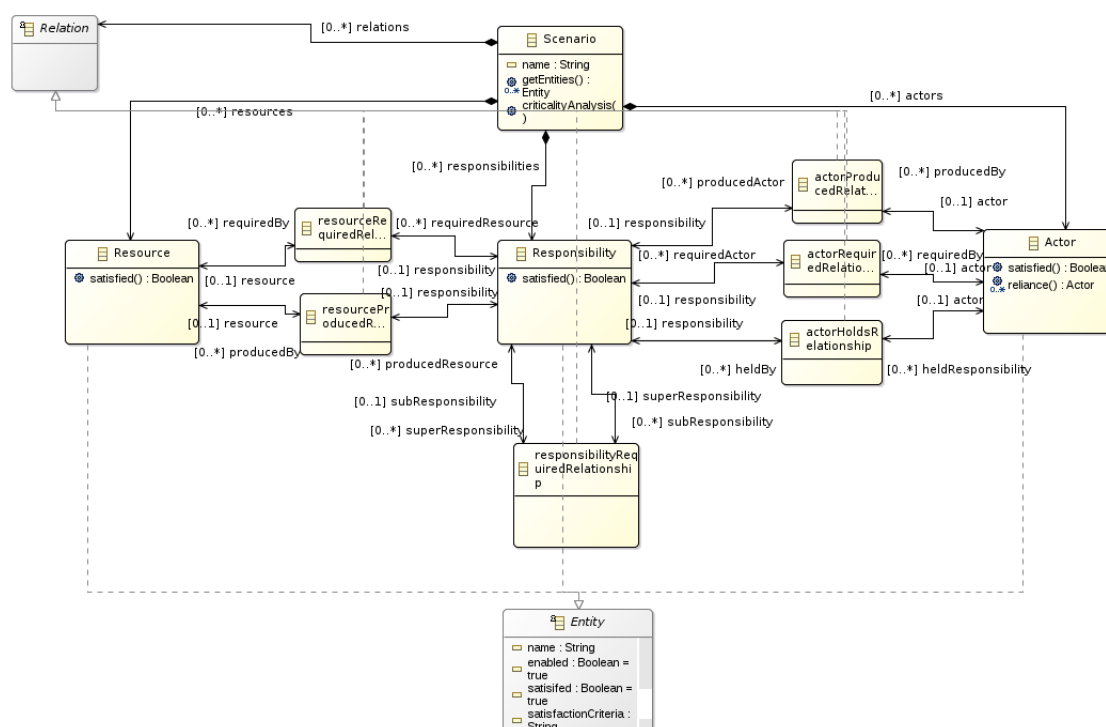 [0..*] relations
Relation
Scenario
name : String
getEntities() :
Entity
0..*
criticalityAnalysis(
)
[0..*] actors
[0..*] resources
[0..*] responsibilities
[0..*] producedActor
actorProdu
cedRelat...
[0..*] producedBy
[0..1] responsibility
[0..1] actor
[0..*] requiredBy
resourceRe
quiredRel...
[0..*] requiredResource
Resource
satisfied() : Boolean
[0..1] resource
[0..1] responsibility
Responsibility
satisfied() : Boolean
[0..*] requiredActor
actorRequir
edRelatio...
[0..*] requiredBy
[0..1] actor
Actor
satisfied() : Boolea
reliance() : Actor
0..*
[0..1] responsibility
[0..1] responsibility
[0..1] actor
[0..1] resource
resourcePr
oducedR...
[0..*] producedBy
[0..1] responsibility
actorHoldsR
elationship
[0..*] producedResource
[0..*] heldBy
[0..*] heldResponsibility
[0..1] subResponsibility
[0..1] superResponsibility
[0..*] superResponsibility
[0..*] subResponsibility
responsibilityReq
uiredRelationshi
p
Entity
name : String
enabled : Boolean =
true
satisifed : Boolean =
true
satisfactionCriteria :
String